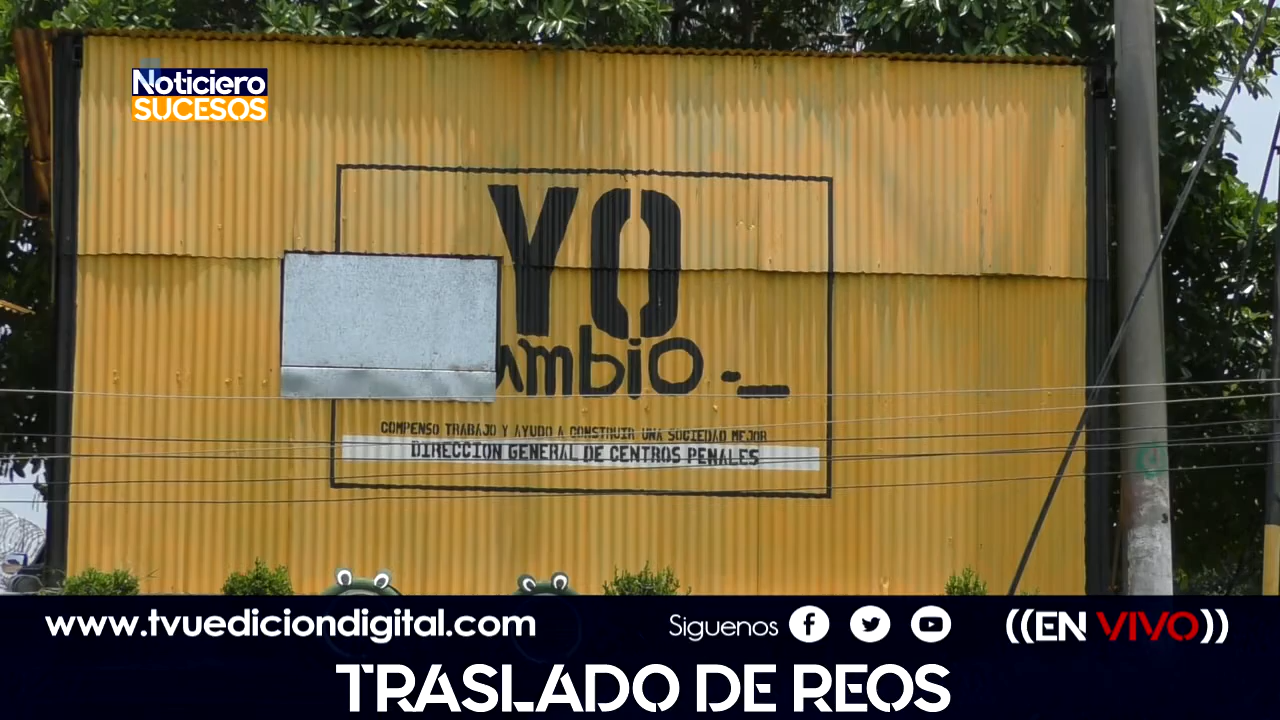 Noticiero
SUCESOS
YO
ambio._
COMPENSO TRABAJO Y AYUDO A CONSTRUIR UNA SOCIEDAD MEJOR
DIRECCION GENERAL DE CENTROS PENALES
www.tvuediciondigital.com
Siguenos
((EN VIVO))
TRASLADO DE REOS